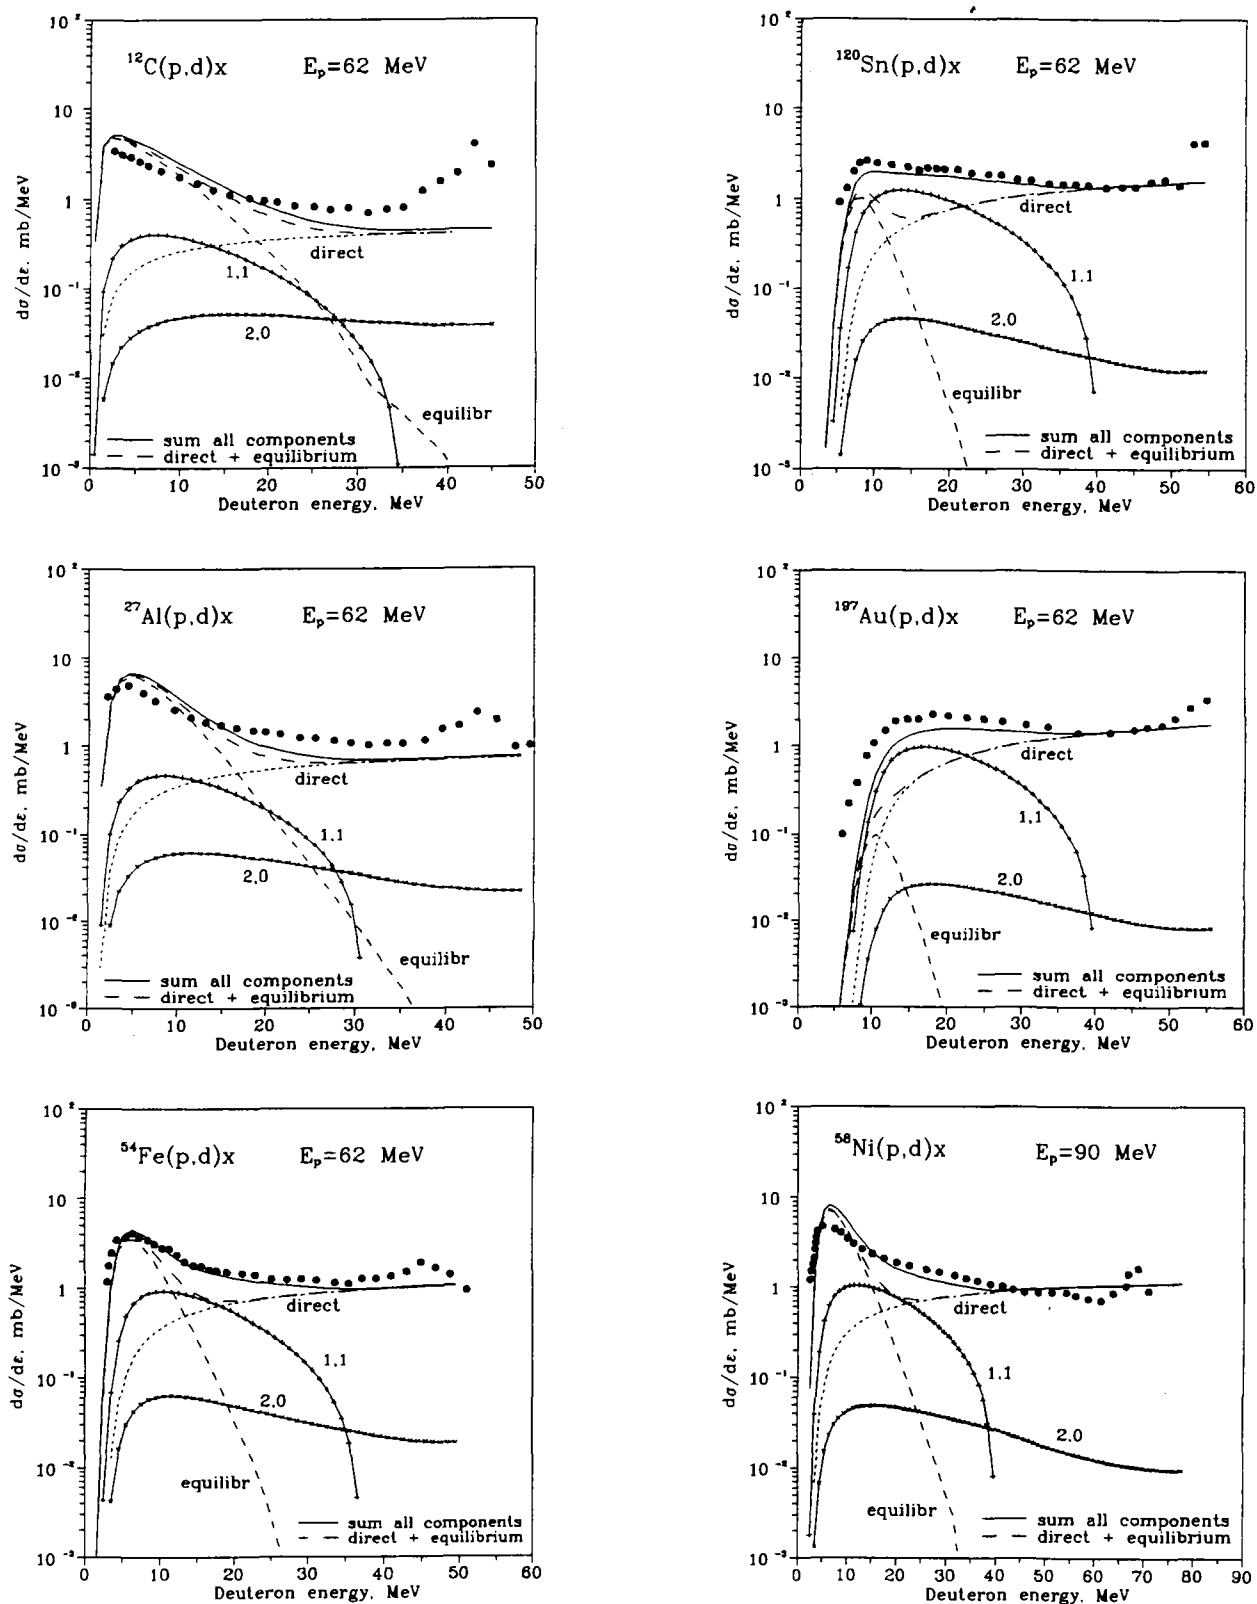 ¹²C(p,d)x Eₚ=62 MeV
dσ/dε, mb/MeV
10²
10
1
10⁻¹
10⁻²
10⁻³
direct
1,1
2,0
equilibr
sum all components
direct + equilibrium
0 10 20 30 40 50
Deuteron energy, MeV
¹²⁰Sn(p,d)x Eₚ=62 MeV
dσ/dε, mb/MeV
10²
10
1
10⁻¹
10⁻²
10⁻³
direct
1,1
2,0
equilibr
sum all components
direct + equilibrium
0 10 20 30 40 50 60
Deuteron energy, MeV
²⁷Al(p,d)x Eₚ=62 MeV
dσ/dε, mb/MeV
10²
10
1
10⁻¹
10⁻²
10⁻³
direct
1,1
2,0
equilibr
sum all components
direct + equilibrium
0 10 20 30 40 50
Deuteron energy, MeV
¹⁹⁷Au(p,d)x Eₚ=62 MeV
dσ/dε, mb/MeV
10²
10
1
10⁻¹
10⁻²
10⁻³
direct
1,1
2,0
equilibr
sum all components
direct + equilibrium
0 10 20 30 40 50 60
Deuteron energy, MeV
⁵⁴Fe(p,d)x Eₚ=62 MeV
dσ/dε, mb/MeV
10²
10
1
10⁻¹
10⁻²
10⁻³
direct
1,1
2,0
equilibr
sum all components
direct + equilibrium
0 10 20 30 40 50 60
Deuteron energy, MeV
⁵⁸Ni(p,d)x Eₚ=90 MeV
dσ/dε, mb/MeV
10²
10
1
10⁻¹
10⁻²
10⁻³
direct
1,1
2,0
equilibr
sum all components
direct + equilibrium
0 10 20 30 40 50 60 70 80 90
Deuteron energy, MeV